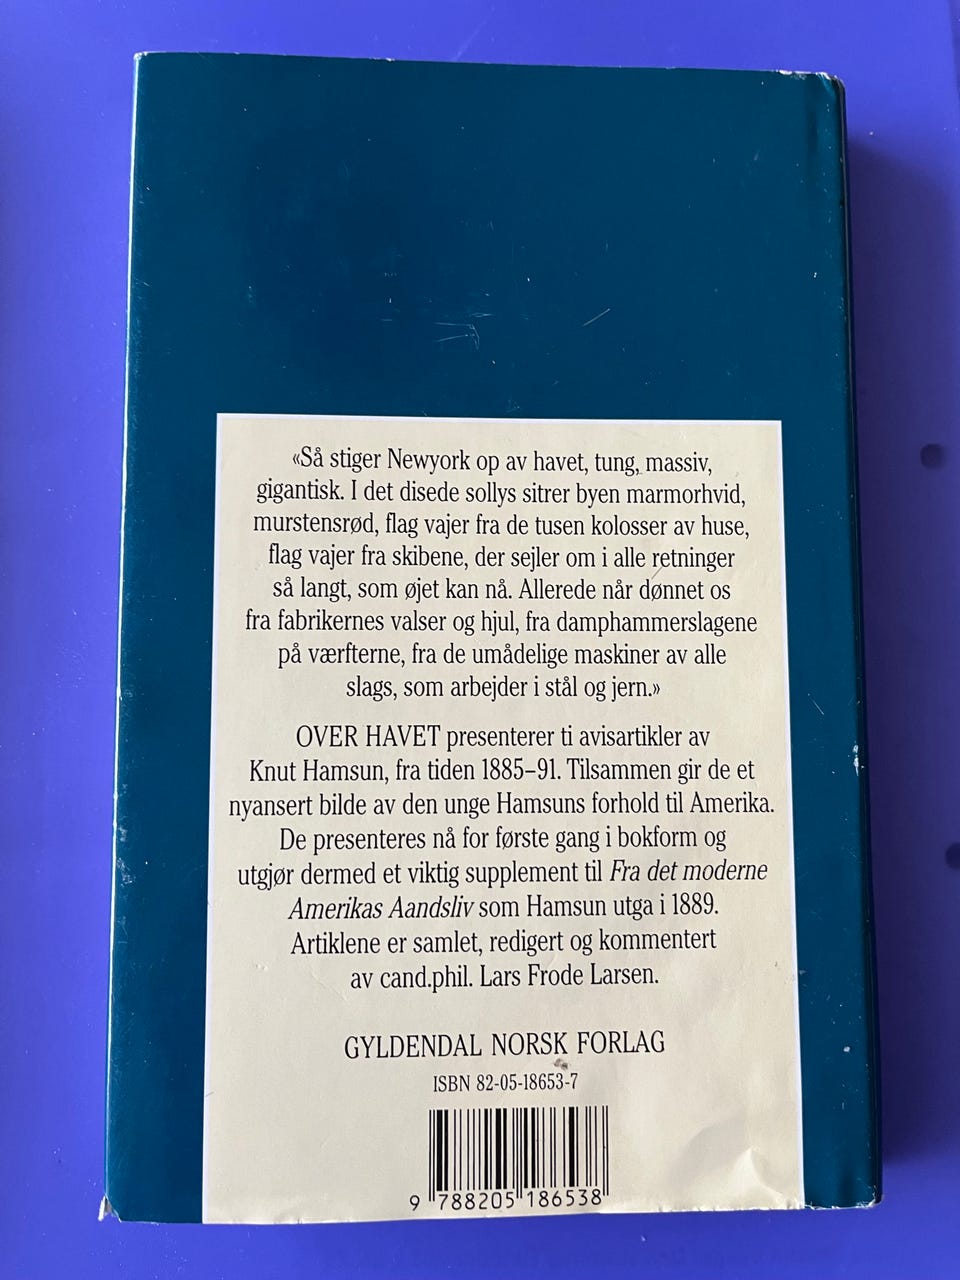 «Så stiger Newyork op av havet, tung, massiv,
gigantisk. I det disede sollys sitrer byen marmorhvid,
murstensrød, flag vajer fra de tusen kolosser av huse,
flag vajer fra skibene, der sejler om i alle retninger
så langt, som øjet kan nå. Allerede når dønnet os
fra fabrikernes valser og hjul, fra damphammerslagene
på værfterne, fra de umådelige maskiner av alle
slags, som arbejder i stål og jern.»
OVER HAVET presenterer ti avisartikler av
Knut Hamsun, fra tiden 1885–91. Tilsammen gir de et
nyansert bilde av den unge Hamsuns forhold til Amerika.
De presenteres nå for første gang i bokform og
utgjør dermed et viktig supplement til Fra det moderne
Amerikas Aandsliv som Hamsun utga i 1889.
Artiklene er samlet, redigert og kommentert
av cand.phil. Lars Frode Larsen.
GYLDENDAL NORSK FORLAG
ISBN 82-05-18653-7
9 788205 186538